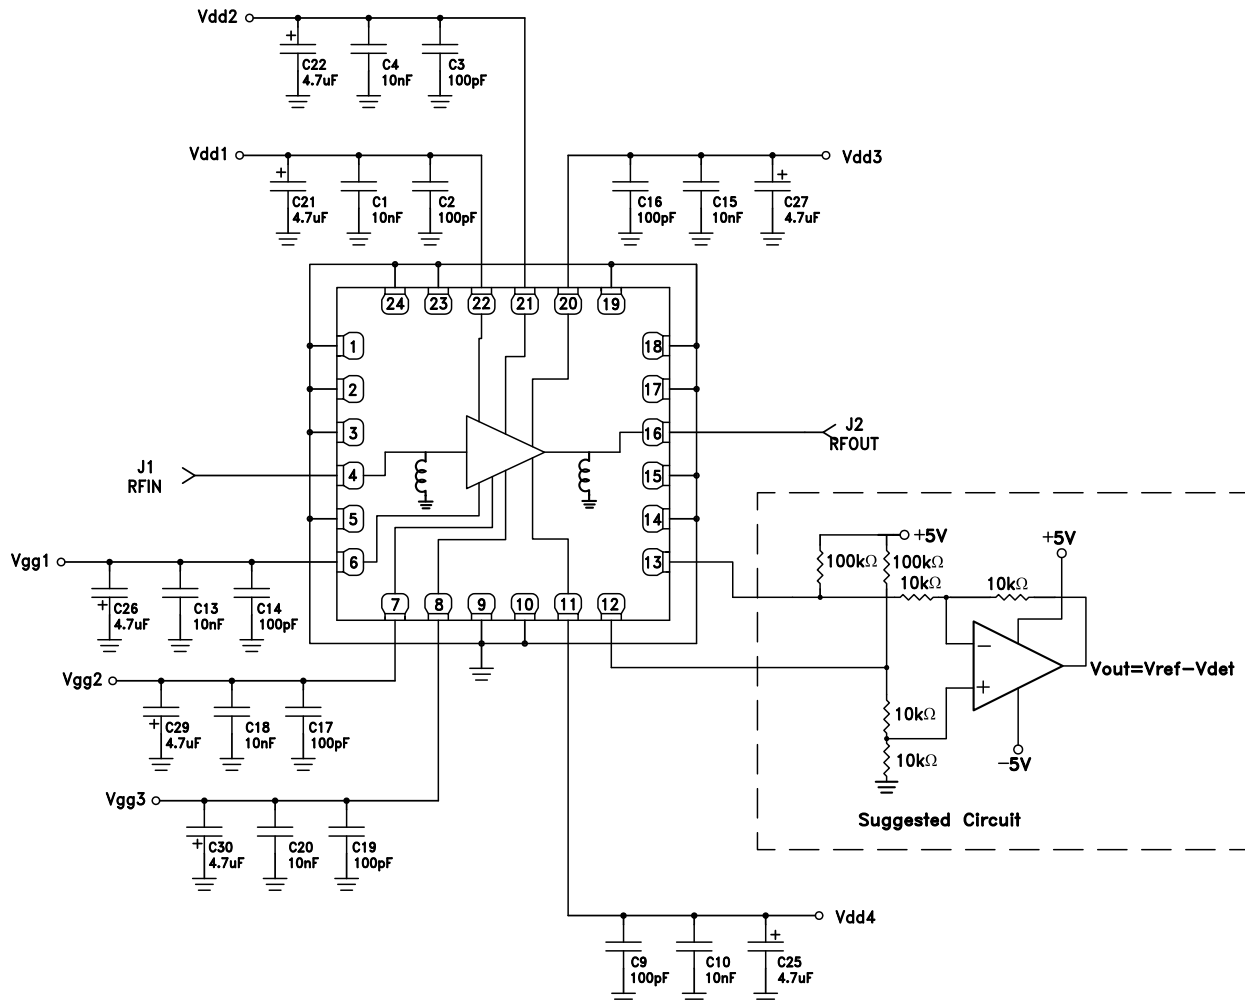 Vdd2
+
C22
4.7uF
C4
10nF
C3
100pF
Vdd1
+
C21
4.7uF
C1
10nF
C2
100pF
Vdd3
C16
100pF
C15
10nF
+
C27
4.7uF
24
23
22
21
20
19
1
2
3
4
5
6
18
17
16
15
14
13
7
8
9
10
11
12
J1
RFIN
J2
RFOUT
Vgg1
+
C26
4.7uF
C13
10nF
C14
100pF
Vgg2
+
C29
4.7uF
C18
10nF
C17
100pF
Vgg3
+
C30
4.7uF
C20
10nF
C19
100pF
+5V
+5V
100kΩ
100kΩ
10kΩ
10kΩ
−
+
Vout=Vref−Vdet
10kΩ
10kΩ
−5V
Suggested Circuit
Vdd4
C9
100pF
C10
10nF
+
C25
4.7uF